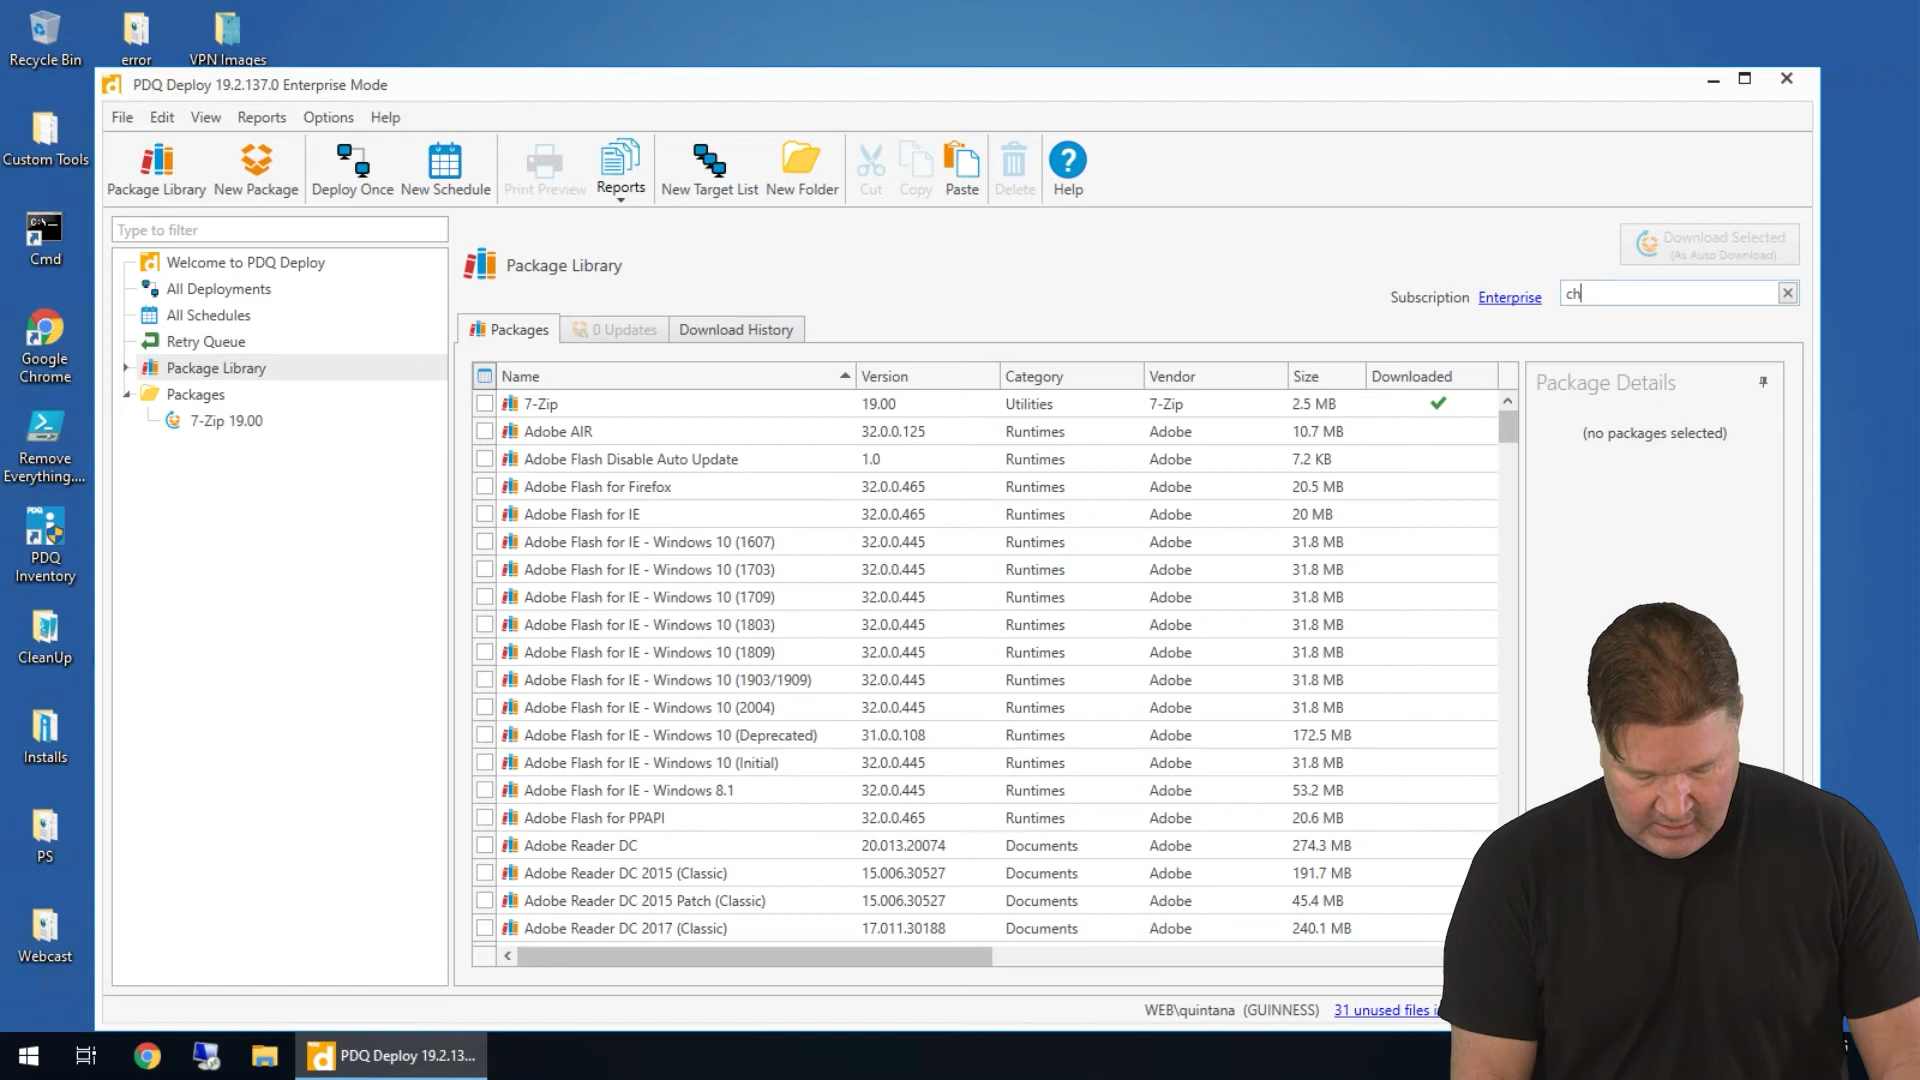 Recycle Bin
error
VPN Images
Custom Tools
C:\
Cmd
Google
Chrome
Remove
Everything....
PDQ
PDQ
Inventory
CleanUp
Installs
PS
Webcast
PDQ Deploy 19.2.137.0 Enterprise Mode
File Edit View Reports Options Help
Package Library New Package Deploy Once New Schedule Print Preview Reports New Target List New Folder Cut Copy Paste Delete ? Help
Type to filter
Welcome to PDQ Deploy
All Deployments
All Schedules
Retry Queue
Package Library
Packages
7-Zip 19.00
Package Library
Download Selected
(As Auto Download)
Subscription Enterprise ch
Packages 0 Updates Download History
Name Version Category Vendor Size Downloaded
7-Zip 19.00 Utilities 7-Zip 2.5 MB
Adobe AIR 32.0.0.125 Runtimes Adobe 10.7 MB
Adobe Flash Disable Auto Update 1.0 Runtimes Adobe 7.2 KB
Adobe Flash for Firefox 32.0.0.465 Runtimes Adobe 20.5 MB
Adobe Flash for IE 32.0.0.465 Runtimes Adobe 20 MB
Adobe Flash for IE - Windows 10 (1607) 32.0.0.445 Runtimes Adobe 31.8 MB
Adobe Flash for IE - Windows 10 (1703) 32.0.0.445 Runtimes Adobe 31.8 MB
Adobe Flash for IE - Windows 10 (1709) 32.0.0.445 Runtimes Adobe 31.8 MB
Adobe Flash for IE - Windows 10 (1803) 32.0.0.445 Runtimes Adobe 31.8 MB
Adobe Flash for IE - Windows 10 (1809) 32.0.0.445 Runtimes Adobe 31.8 MB
Adobe Flash for IE - Windows 10 (1903/1909) 32.0.0.445 Runtimes Adobe 31.8 MB
Adobe Flash for IE - Windows 10 (2004) 32.0.0.445 Runtimes Adobe 31.8 MB
Adobe Flash for IE - Windows 10 (Deprecated) 31.0.0.108 Runtimes Adobe 172.5 MB
Adobe Flash for IE - Windows 10 (Initial) 32.0.0.445 Runtimes Adobe 31.8 MB
Adobe Flash for IE - Windows 8.1 32.0.0.445 Runtimes Adobe 53.2 MB
Adobe Flash for PPAPI 32.0.0.465 Runtimes Adobe 20.6 MB
Adobe Reader DC 20.013.20074 Documents Adobe 274.3 MB
Adobe Reader DC 2015 (Classic) 15.006.30527 Documents Adobe 191.7 MB
Adobe Reader DC 2015 Patch (Classic) 15.006.30527 Documents Adobe 45.4 MB
Adobe Reader DC 2017 (Classic) 17.011.30188 Documents Adobe 240.1 MB
Package Details
(no packages selected)
WEB\quintana (GUINNESS) 31 unused files
PDQ Deploy 19.2.13...